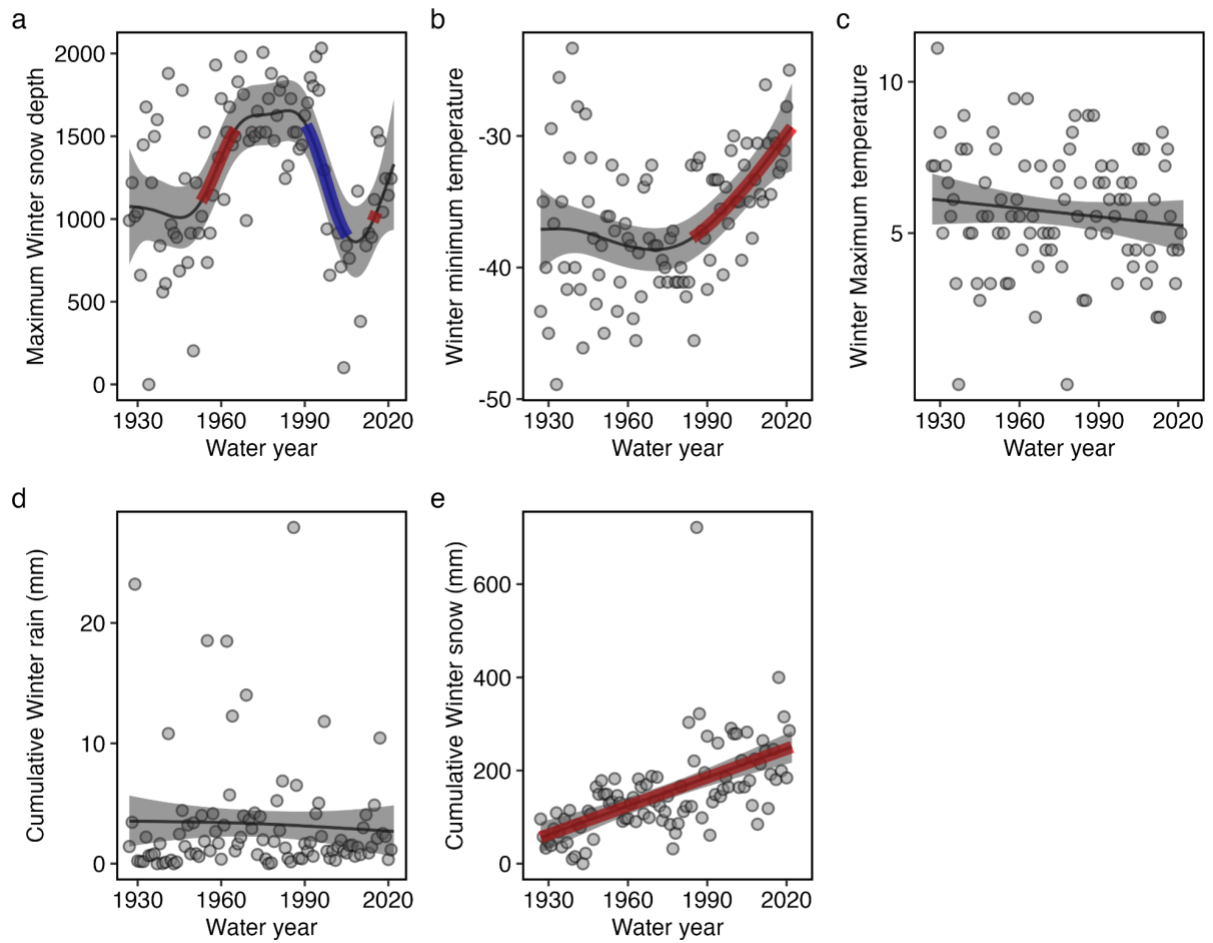 a
b
c
Maximum Winter snow depth
2000
1500
1000
500
0
1930 1960 1990 2020
Water year
Winter minimum temperature
-30
-40
-50
1930 1960 1990 2020
Water year
Winter Maximum temperature
10
5
1930 1960 1990 2020
Water year
d
e
Cumulative Winter rain (mm)
20
10
0
1930 1960 1990 2020
Water year
Cumulative Winter snow (mm)
600
400
200
0
1930 1960 1990 2020
Water year